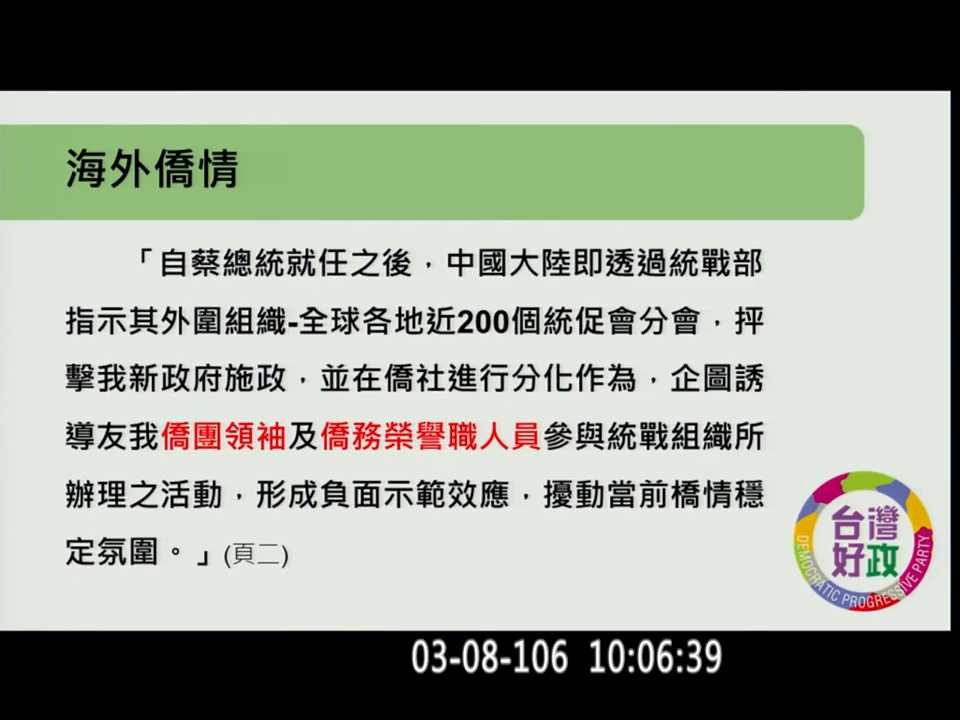 海外僑情
「自蔡總統就任之後，中國大陸即透過統戰部
指示其外圍組織-全球各地近200個統促會分會，抨
擊我新政府施政，並在僑社進行分化作為，企圖誘
導友我僑團領袖及僑務榮譽職人員參與統戰組織所
辦理之活動，形成負面示範效應，擾動當前橋情穩
定氛圍。」(頁二)
台灣
好政
DEMOCRATIC PROGRESSIVE PARTY
03-08-106 10:06:39